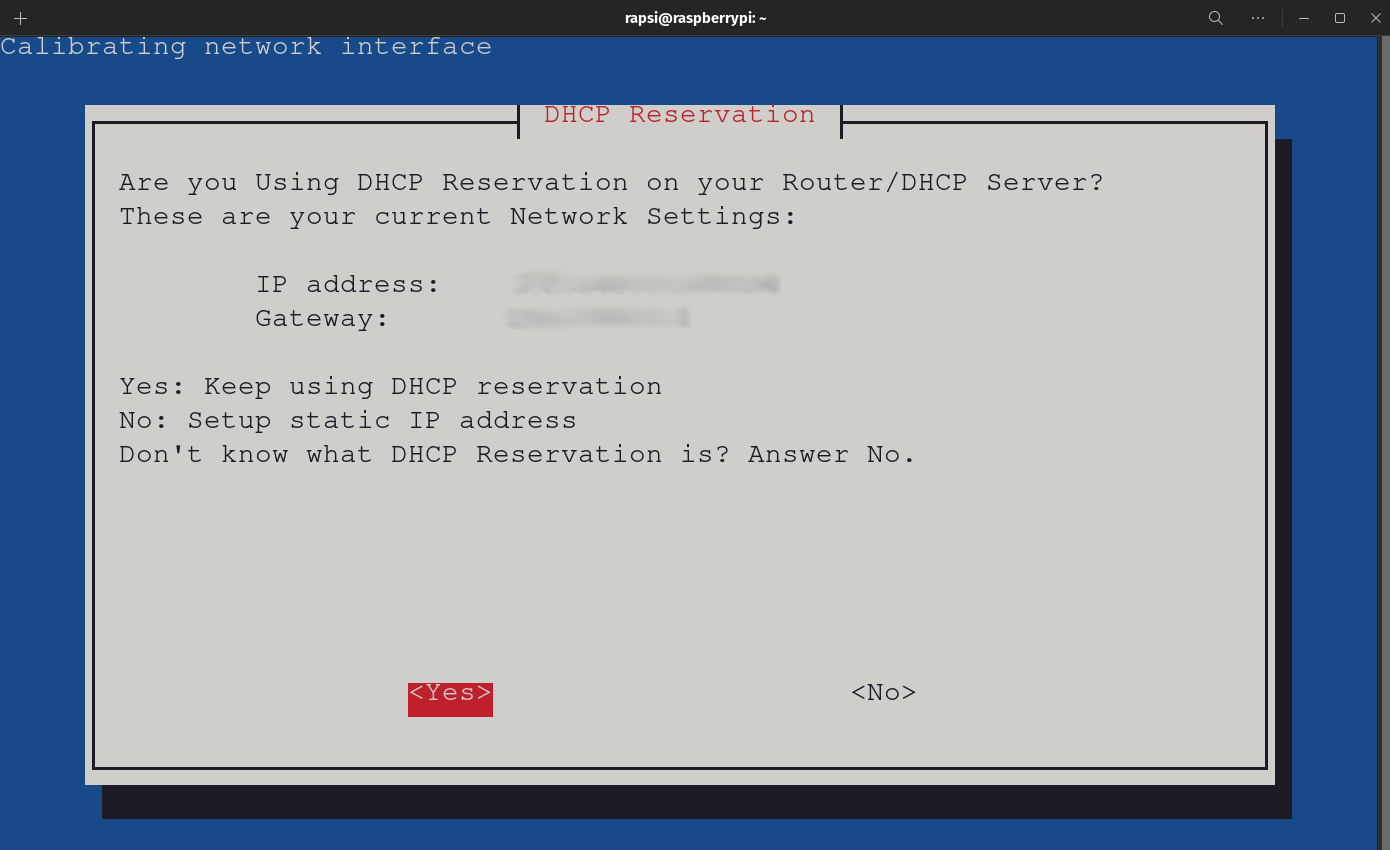 rapsi@raspberrypi: ~
Calibrating network interface
DHCP Reservation
Are you Using DHCP Reservation on your Router/DHCP Server?
These are your current Network Settings:
IP address:
Gateway:
Yes: Keep using DHCP reservation
No: Setup static IP address
Don't know what DHCP Reservation is? Answer No.
<Yes> <No>